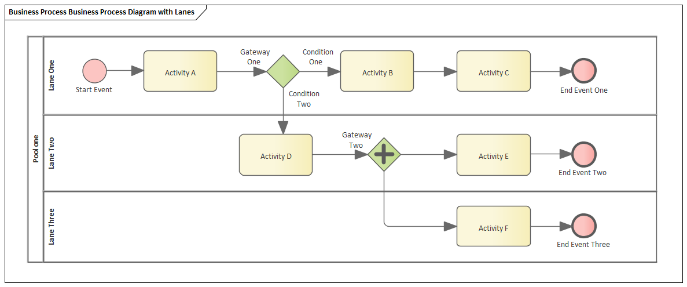 Business Process Business Process Diagram with Lanes
Pool one
Lane One
Start Event
Activity A
Gateway
One
Condition
One
Condition
Two
Activity B
Activity C
End Event One
Lane Two
Activity D
Gateway
Two
Activity E
End Event Two
Lane Three
Activity F
End Event Three